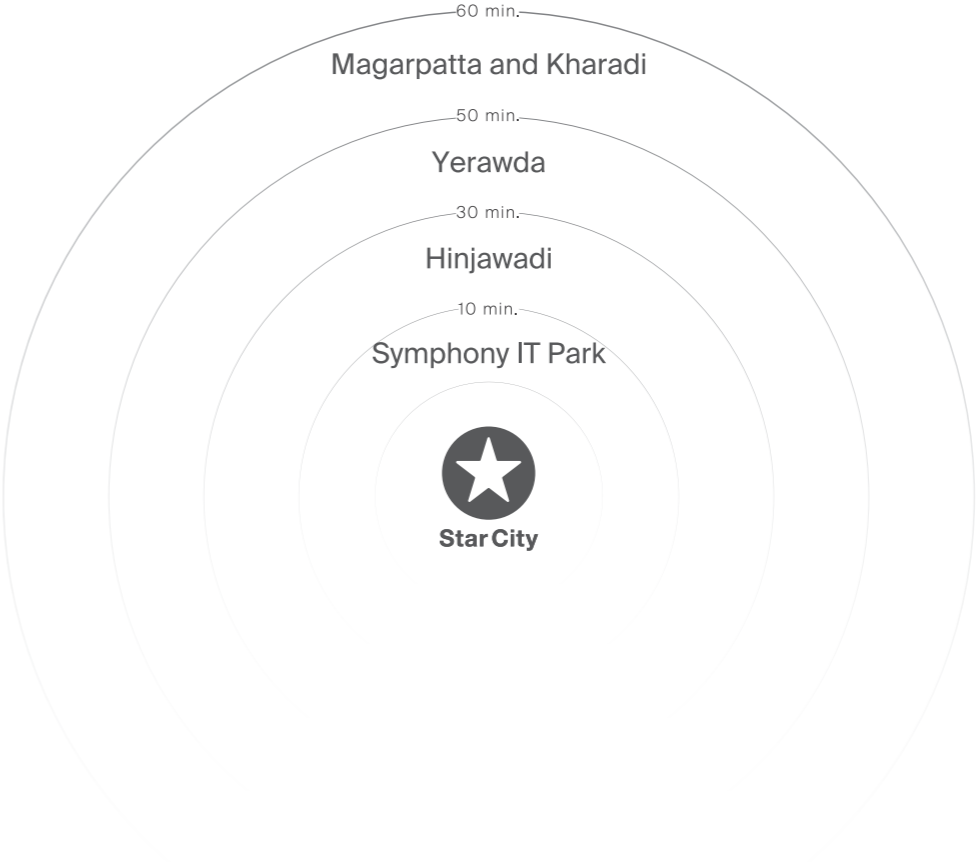 60 min.
Magarpatta and Kharadi
50 min.
Yerawda
30 min.
Hinjawadi
10 min.
Symphony IT Park
Star City